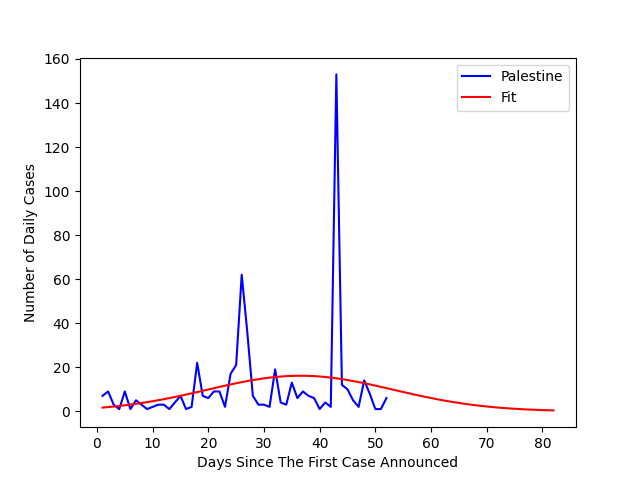 Palestine
Fit
160
140
120
100
80
60
40
20
0
Number of Daily Cases
0 10 20 30 40 50 60 70 80
Days Since The First Case Announced